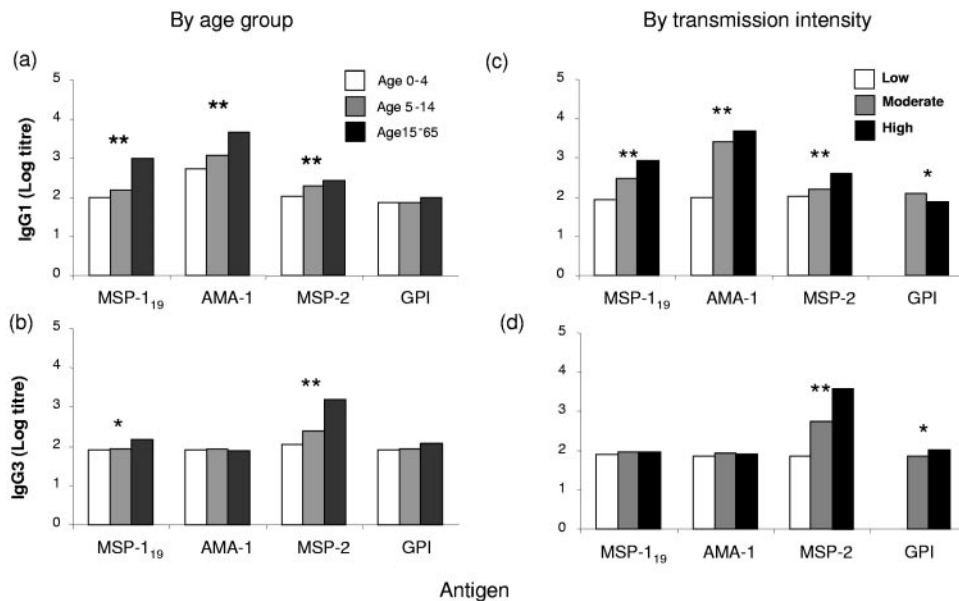 By age group
By transmission intensity
(a)
5
4
3
2
1
0
IgG1 (Log titre)
Age 0-4
Age 5-14
Age15-65
**
**
**
MSP-1₁₉ AMA-1 MSP-2 GPI
(c)
5
4
3
2
1
0
Low
Moderate
High
**
**
**
*
MSP-1₁₉ AMA-1 MSP-2 GPI
(b)
5
4
3
2
1
0
IgG3 (Log titre)
*
**
MSP-1₁₉ AMA-1 MSP-2 GPI
(d)
5
4
3
2
1
0
**
*
MSP-1₁₉ AMA-1 MSP-2 GPI
Antigen